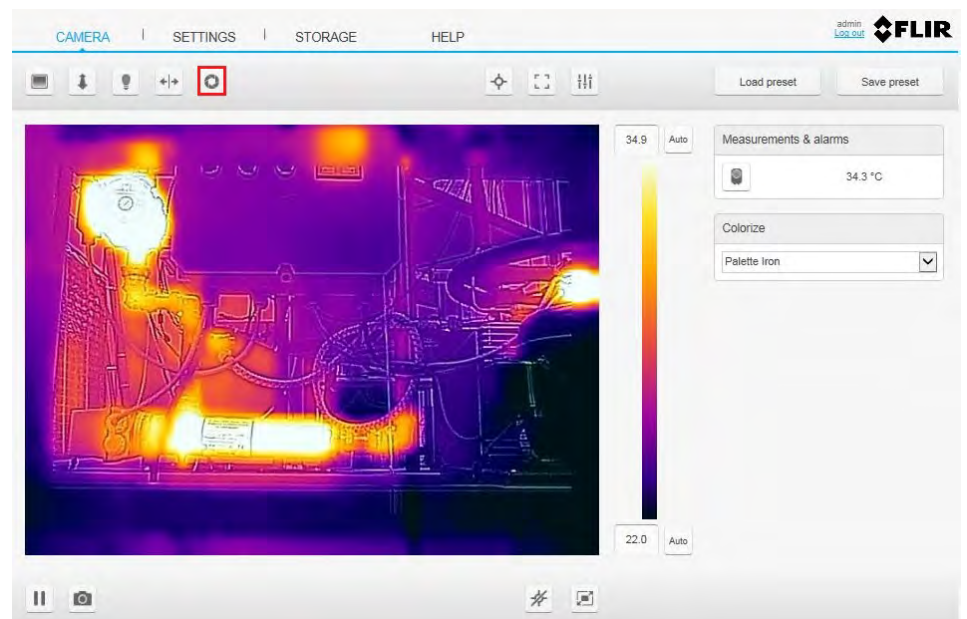 CAMERA | SETTINGS | STORAGE HELP
admin
Log out
FLIR
Load preset Save preset
34.9 Auto
Measurements & alarms
34.3 °C
Colorize
Palette Iron
22.0 Auto